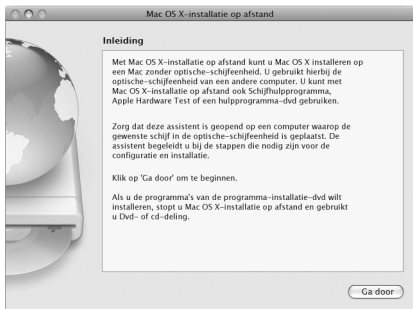 Mac OS X-installatie op afstand
Inleiding
Met Mac OS X-installatie op afstand kunt u Mac OS X installeren op
een Mac zonder optische-schijfeenheid. U gebruikt hierbij de
optische-schijfeenheid van een andere computer. U kunt met
Mac OS X-installatie op afstand ook Schijfhulpprogramma,
Apple Hardware Test of een hulpprogramma-dvd gebruiken.
Zorg dat deze assistent is geopend op een computer waarop de
gewenste schijf in de optische-schijfeenheid is geplaatst. De
assistent begeleidt u bij de stappen die nodig zijn voor de
configuratie en installatie.
Klik op 'Ga door' om te beginnen.
Als u de programma's van de programma-installatie-dvd wilt
installeren, stopt u Mac OS X-installatie op afstand en gebruikt
u Dvd- of cd-deling.
Ga door